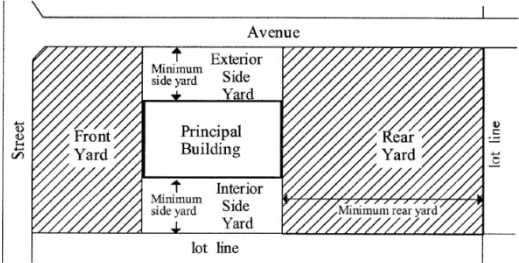 Avenue
Street
Minimum
side yard
Exterior
Side
Yard
Front
Yard
Principal
Building
Rear
Yard
lot line
Minimum
side yard
Interior
Side
Yard
Minimum rear yard
lot line